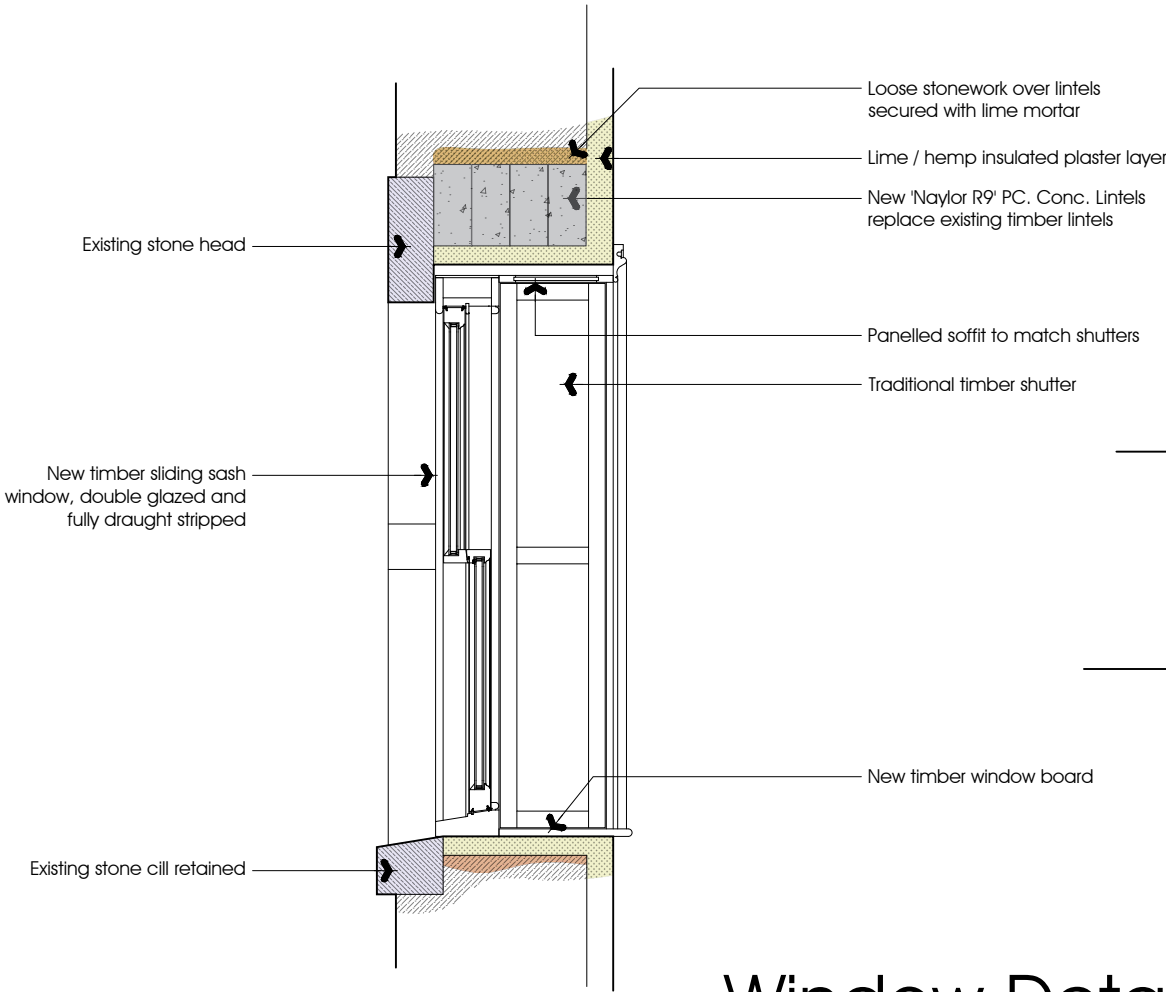 Loose stonework over lintels
secured with lime mortar
Lime / hemp insulated plaster layer
New 'Naylor R9' PC. Conc. Lintels
replace existing timber lintels
Existing stone head
Panelled soffit to match shutters
Traditional timber shutter
New timber sliding sash
window, double glazed and
fully draught stripped
New timber window board
Existing stone cill retained
Window